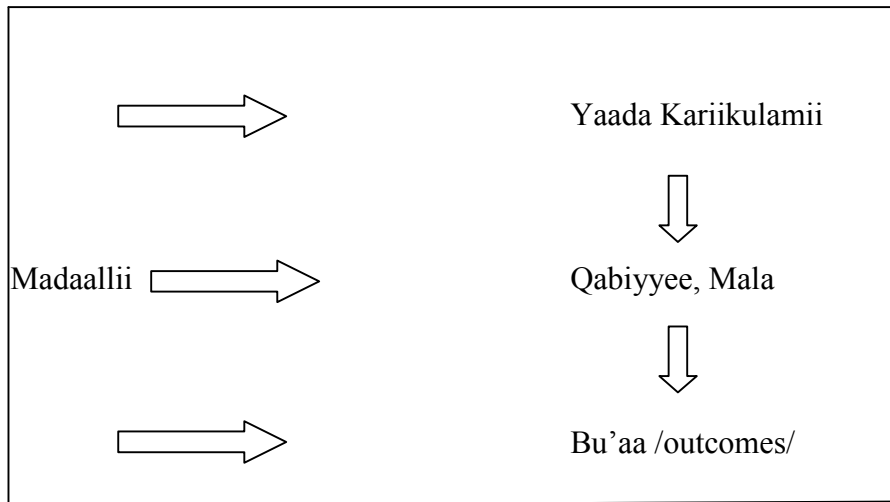 Yaada Kariikulamii
Madaallii
Qabiyyee, Mala
Bu’aa /outcomes/